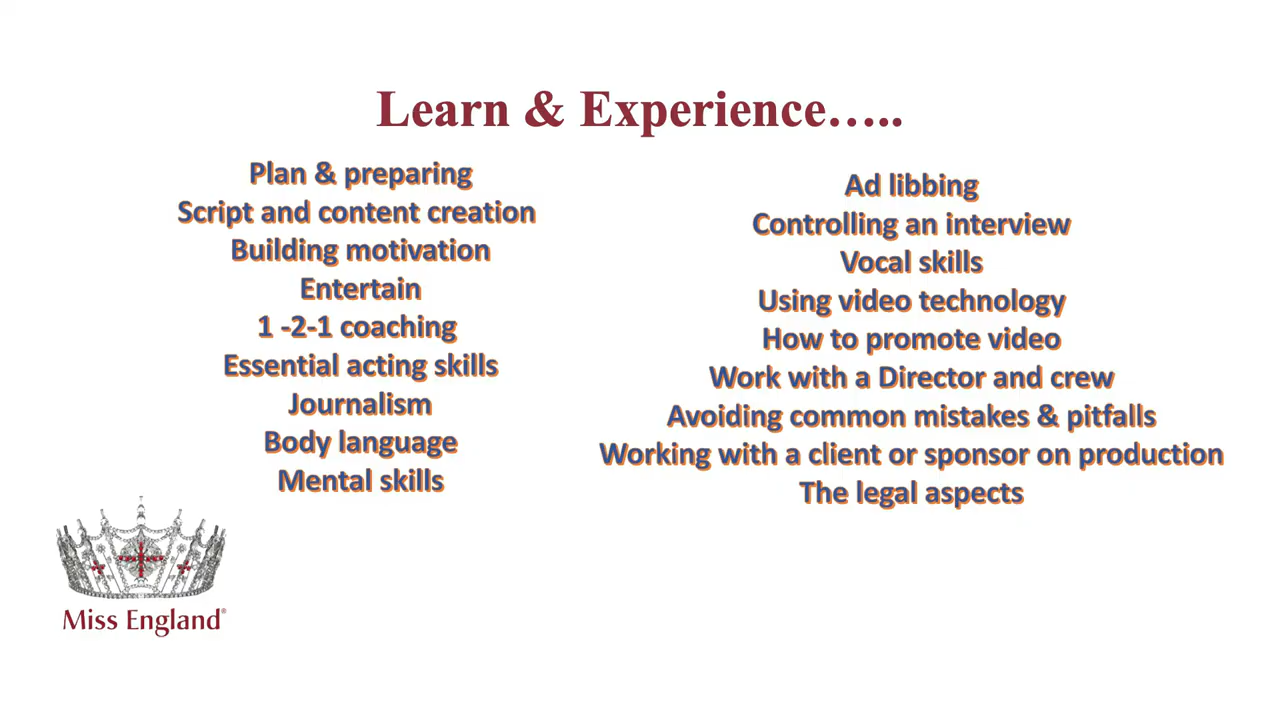 Learn & Experience…..
Plan & preparing
Script and content creation
Building motivation
Entertain
1 -2-1 coaching
Essential acting skills
Journalism
Body language
Mental skills
Ad libbing
Controlling an interview
Vocal skills
Using video technology
How to promote video
Work with a Director and crew
Avoiding common mistakes & pitfalls
Working with a client or sponsor on production
The legal aspects
Miss England®